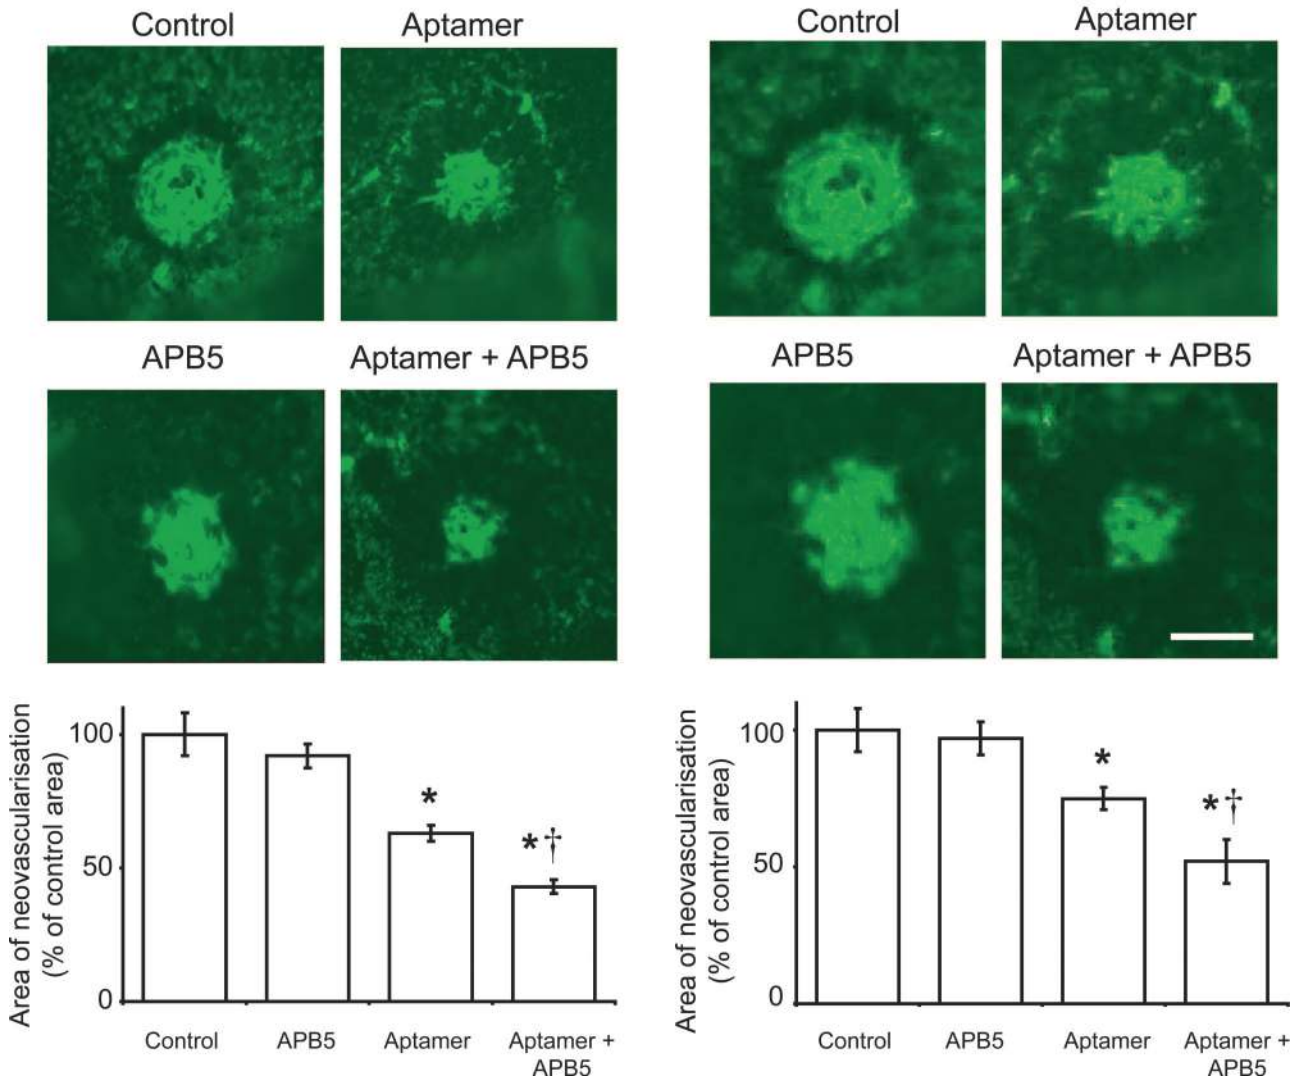 Control
Aptamer
APB5
Aptamer + APB5
Area of neovascularisation
(% of control area)
100
50
0
*
*†
Control
APB5
Aptamer
Aptamer +
APB5
Control
Aptamer
APB5
Aptamer + APB5
Area of neovascularisation
(% of control area)
100
50
0
*
*†
Control
APB5
Aptamer
Aptamer +
APB5